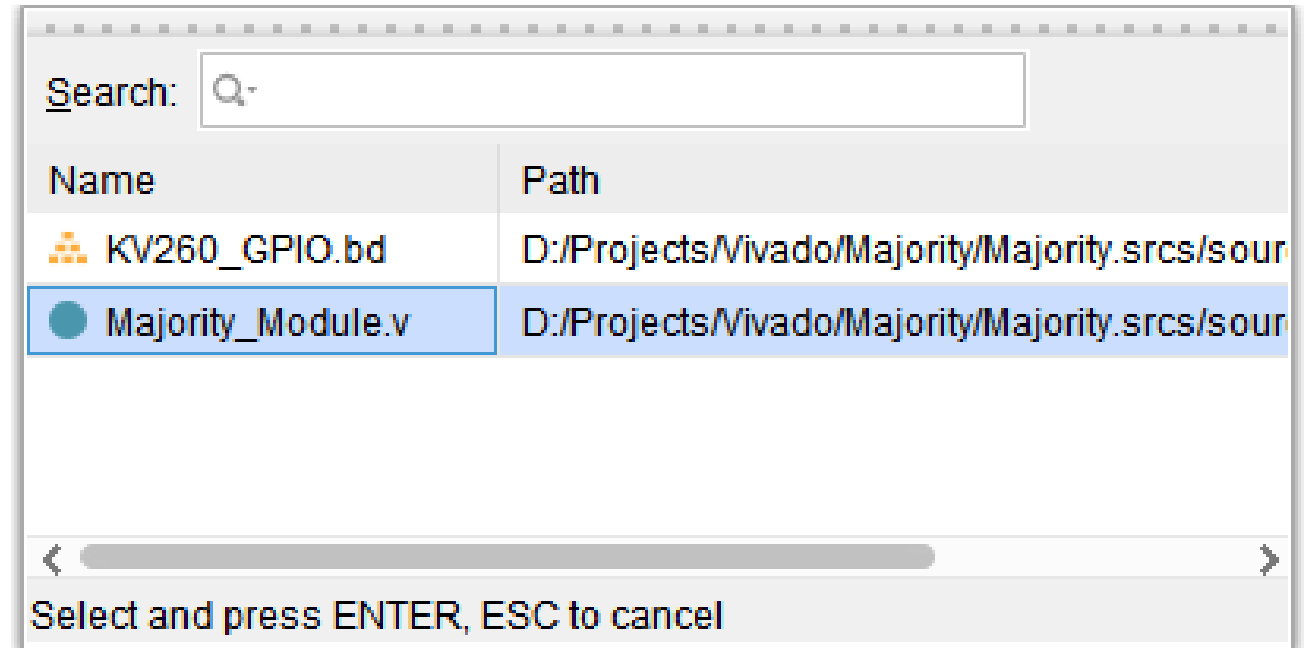 Search:
Name Path
KV260_GPIO.bd D:/Projects/Vivado/Majority/Majority.srcs/sour
Majority_Module.v D:/Projects/Vivado/Majority/Majority.srcs/sour
Select and press ENTER, ESC to cancel